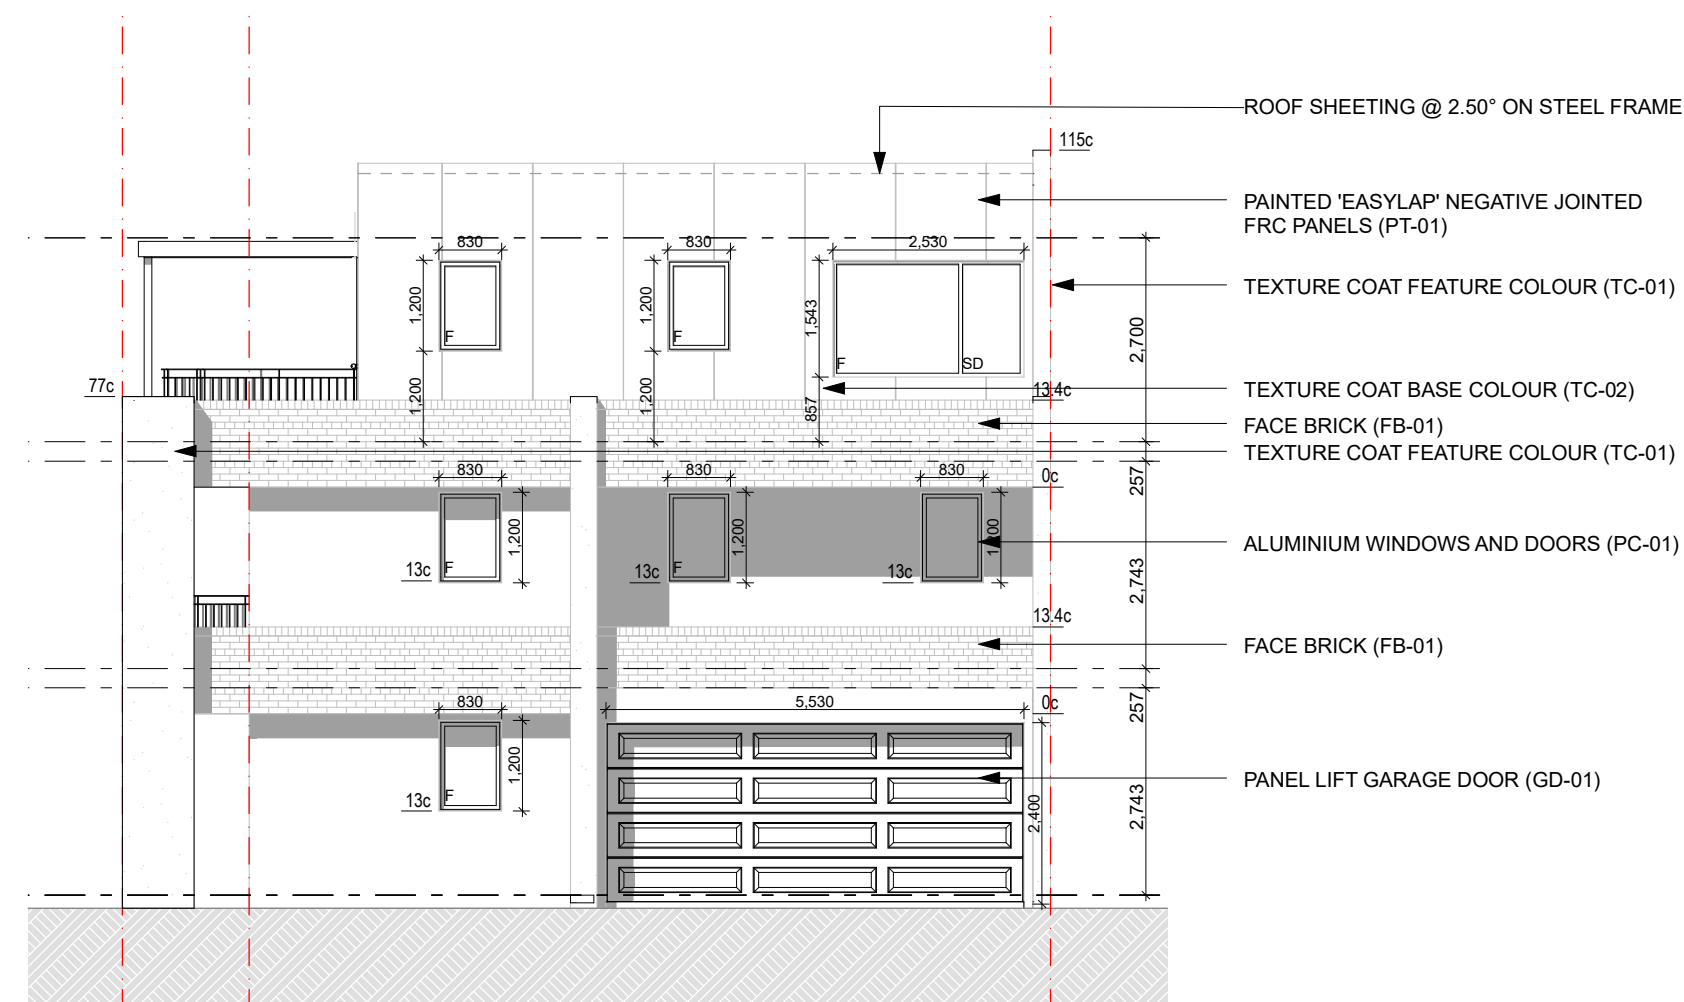 ROOF SHEETING @ 2.50° ON STEEL FRAME
115c
PAINTED 'EASYLAP' NEGATIVE JOINTED
FRC PANELS (PT-01)
830
830
2,530
TEXTURE COAT FEATURE COLOUR (TC-01)
1,200
1,200
1,543
2,700
F
F
F
SD
77c
1,200
1,200
857
13.4c
TEXTURE COAT BASE COLOUR (TC-02)
FACE BRICK (FB-01)
TEXTURE COAT FEATURE COLOUR (TC-01)
830
830
830
0c
257
1,200
1,200
1,200
ALUMINIUM WINDOWS AND DOORS (PC-01)
13c
F
13c
F
13c
2,743
13.4c
FACE BRICK (FB-01)
830
5,530
0c
257
1,200
PANEL LIFT GARAGE DOOR (GD-01)
13c
F
2,400
2,743